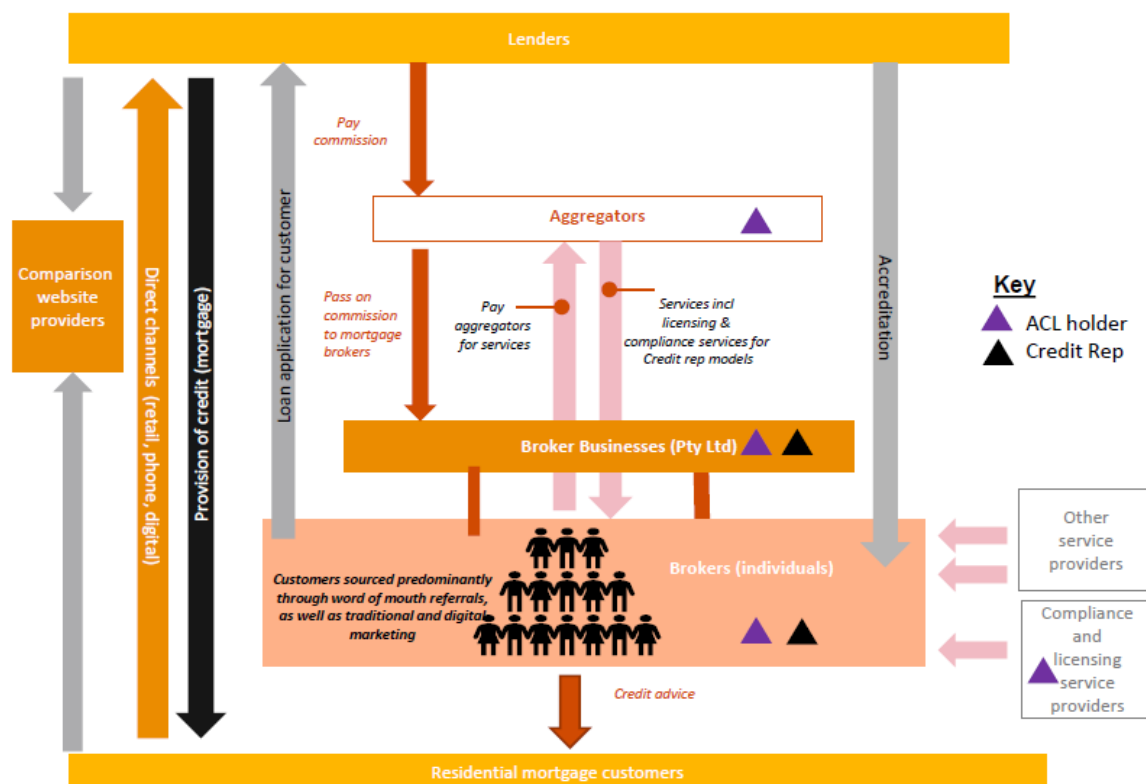 Lenders
Pay
commission
Aggregators
Comparison
website
providers
Direct channels (retail, phone, digital)
Provision of credit (mortgage)
Loan application for customer
Pass on
commission
to mortgage
brokers
Pay
aggregators
for services
Services incl
licensing &
compliance services for
Credit rep models
Accreditation
Key
ACL holder
Credit Rep
Broker Businesses (Pty Ltd)
Customers sourced predominantly
through word of mouth referrals,
as well as traditional and digital
marketing
Brokers (individuals)
Other
service
providers
Compliance
and
licensing
service
providers
Credit advice
Residential mortgage customers